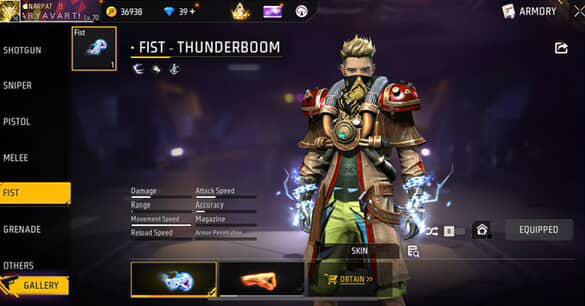 NARPAT
ARYAVART
Lv.70
36938
39 +
ARMORY
SHOTGUN
SNIPER
PISTOL
MELEE
FIST
GRENADE
OTHERS
GALLERY
Fist
1
• FIST - THUNDERBOOM
Damage
Attack Speed
Range
Accuracy
Movement Speed
Magazine
Reload Speed
Armor Penetration
EQUIPPED
SKIN
OBTAIN